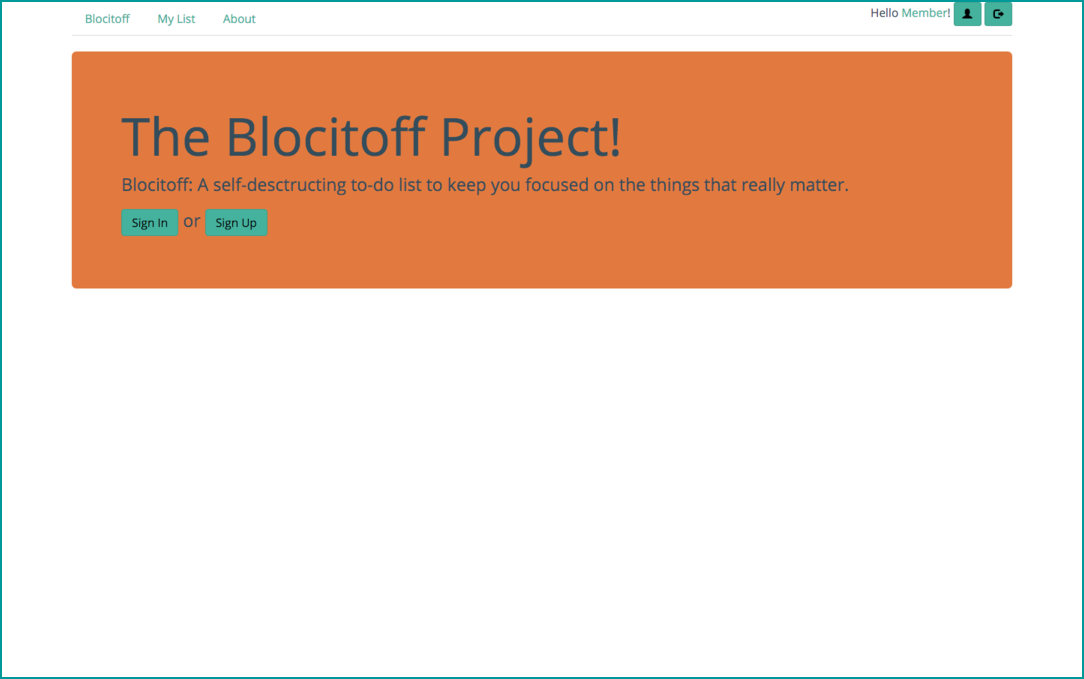 Blocitoff My List About Hello Member!
The Blocitoff Project!
Blocitoff: A self-desctructing to-do list to keep you focused on the things that really matter.
Sign In or Sign Up